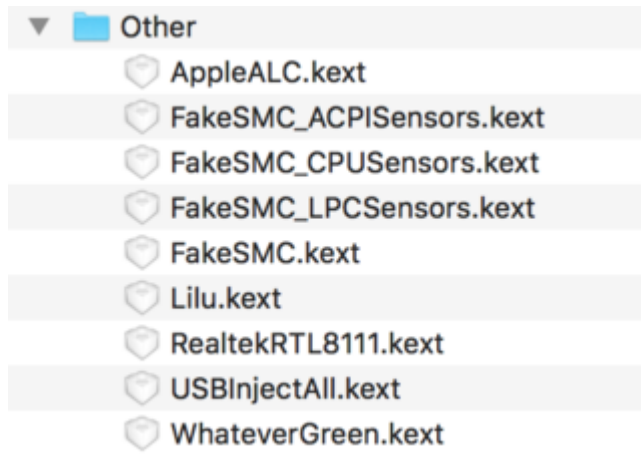 Other
AppleALC.kext
FakeSMC_ACPISensors.kext
FakeSMC_CPUSensors.kext
FakeSMC_LPCSensors.kext
FakeSMC.kext
Lilu.kext
RealtekRTL8111.kext
USBInjectAll.kext
WhateverGreen.kext